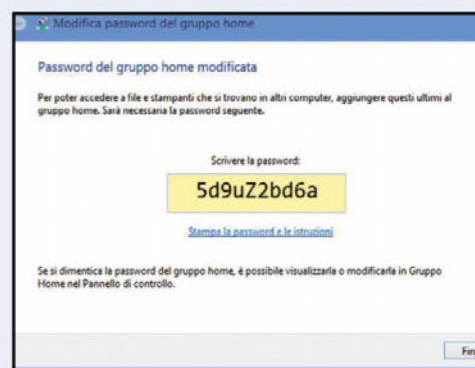 Modifica password del gruppo home
Password del gruppo home modificata
Per poter accedere a file e stampanti che si trovano in altri computer, aggiungere questi ultimi al
gruppo home. Sarà necessaria la password seguente.
Scrivere la password:
5d9uZ2bd6a
Stampa la password e le istruzioni
Se si dimentica la password del gruppo home, è possibile visualizzarla o modificarla in Gruppo
Home nel Pannello di controllo.
Fin